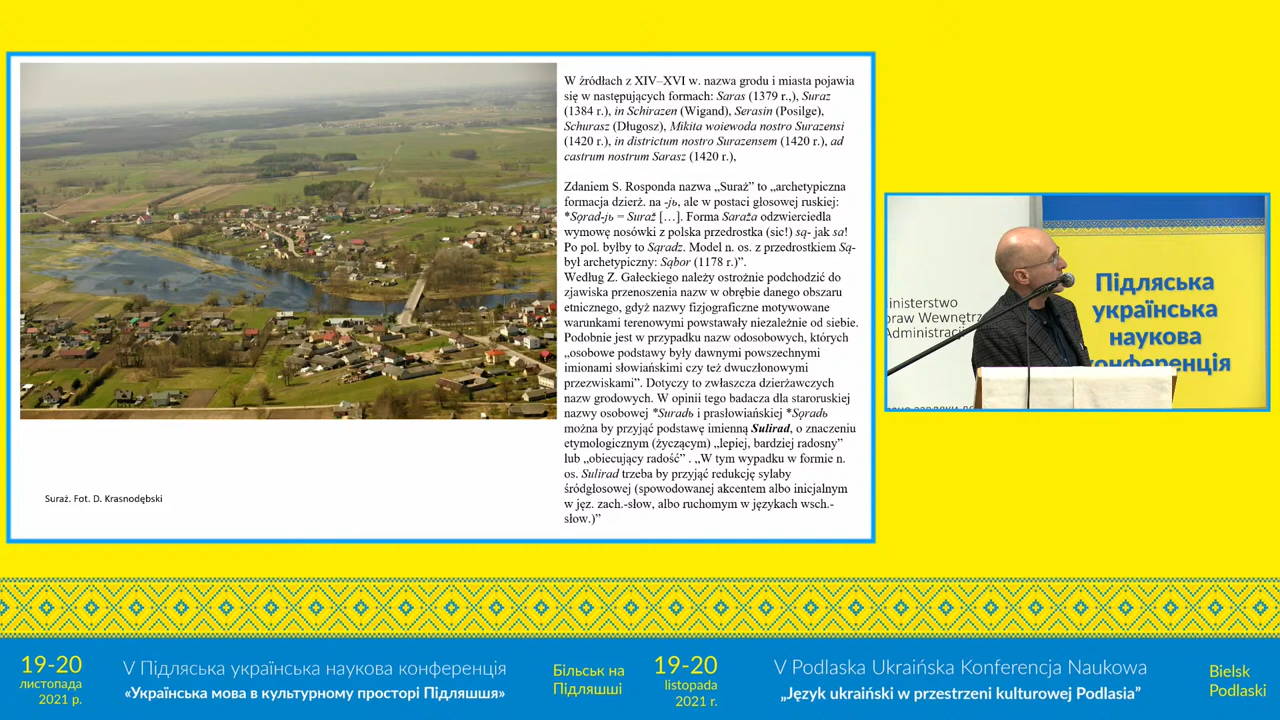 W źródłach z XIV–XVI w. nazwa grodu i miasta pojawia
się w następujących formach: Saras (1379 r.,), Suraz
(1384 r.), in Schirazen (Wigand), Serasin (Posilge),
Schurasz (Długosz), Mikita woiewoda nostro Surazensi
(1420 r.), in districtum nostro Surazensem (1420 r.), ad
castrum nostrum Sarasz (1420 r.),
Zdaniem S. Rosponda nazwa „Suraż” to „archetypiczna
formacja dzierż. na -jь, ale w postaci głosowej ruskiej:
*Sǫrad-jь = Suraż […]. Forma Saraża odzwierciedla
wymowę nosówki z polska przedrostka (sic!) są- jak sa!
Po pol. byłby to Sąradz. Model n. os. z przedrostkiem Są-
był archetypiczny: Sąbor (1178 r.)”.
Według Z. Gałeckiego należy ostrożnie podchodzić do
zjawiska przenoszenia nazw w obrębie danego obszaru
etnicznego, gdyż nazwy fizjograficzne motywowane
warunkami terenowymi powstawały niezależnie od siebie.
Podobnie jest w przypadku nazw odosobowych, których
„osobowe podstawy były dawnymi powszechnymi
imionami słowiańskimi czy też dwuczłonowymi
przezwiskami”. Dotyczy to zwłaszcza dzierżawczych
nazw grodowych. W opinii tego badacza dla staroruskiej
nazwy osobowej *Suradь i prasłowiańskiej *Sǫradь
można by przyjąć podstawę imienną Sulirad, o znaczeniu
etymologicznym (życzącym) „lepiej, bardziej radosny”
lub „obiecujący radość” . „W tym wypadku w formie n.
os. Sulirad trzeba by przyjąć redukcję sylaby
śródgłosowej (spowodowanej akcentem albo inicjalnym
w jęz. zach.-słow, albo ruchomym w językach wsch.-
słow.)”
Suraż. Fot. D. Krasnodębski
inisterstwo
praw Wewnętrz
Administracji
Підляська
українська
наукова
конференція
19-20
листопада
2021 р.
V Підляська українська наукова конференція
«Українська мова в культурному просторі Підляшшя»
Більськ на
Підляшші
19-20
listopada
2021 r.
V Podlaska Ukraińska Konferencja Naukowa
„Język ukraiński w przestrzeni kulturowej Podlasia”
Bielsk
Podlaski